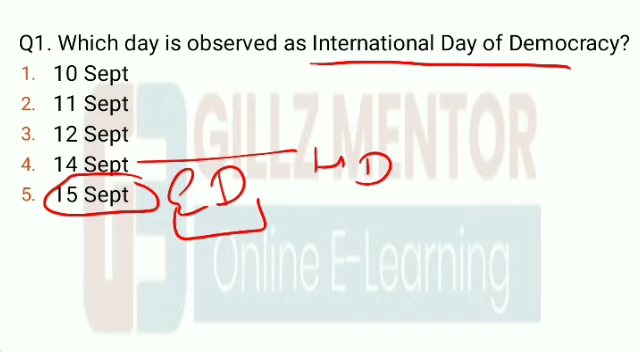 Q1. Which day is observed as International Day of Democracy?
1. 10 Sept
2. 11 Sept
3. 12 Sept
4. 14 Sept
HD
5. 15 Sept
ED
GILLZ MENTOR
Online E-Learning